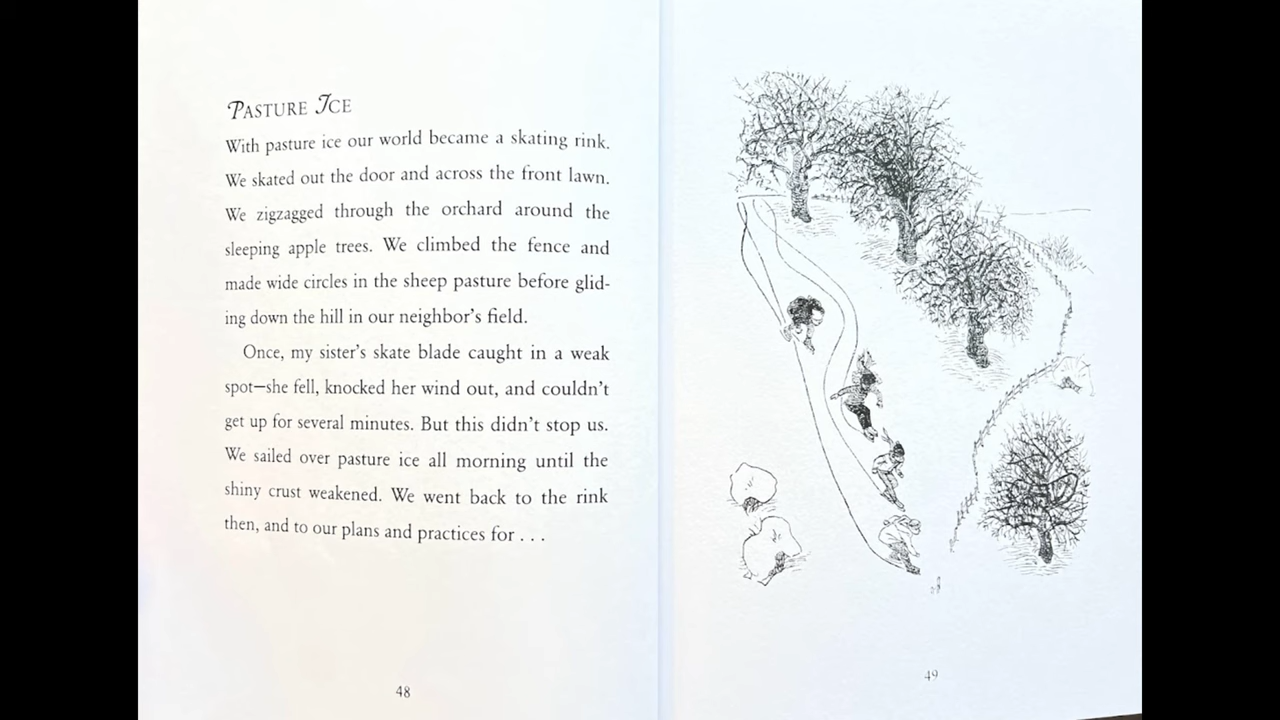 PASTURE ICE
With pasture ice our world became a skating rink.
We skated out the door and across the front lawn.
We zigzagged through the orchard around the
sleeping apple trees. We climbed the fence and
made wide circles in the sheep pasture before glid-
ing down the hill in our neighbor's field.
Once, my sister's skate blade caught in a weak
spot—she fell, knocked her wind out, and couldn't
get up for several minutes. But this didn't stop us.
We sailed over pasture ice all morning until the
shiny crust weakened. We went back to the rink
then, and to our plans and practices for . . .
48
49